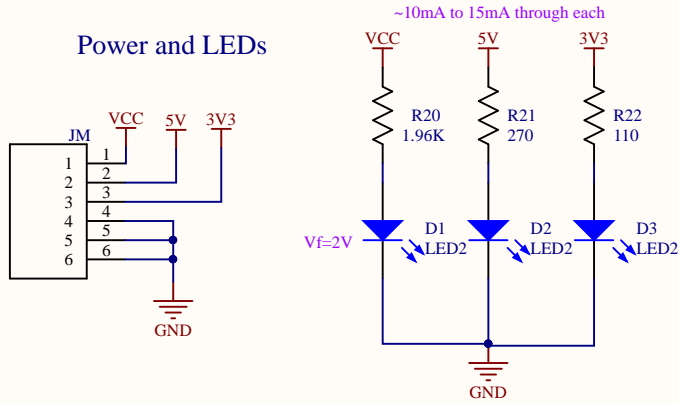 ~10mA to 15mA through each
Power and LEDs
VCC
5V
3V3
R20
1.96K
R21
270
R22
110
VCC
5V
3V3
JM
1
1
2
2
3
3
4
4
5
5
6
6
Vf=2V
D1
LED2
D2
LED2
D3
LED2
GND
GND